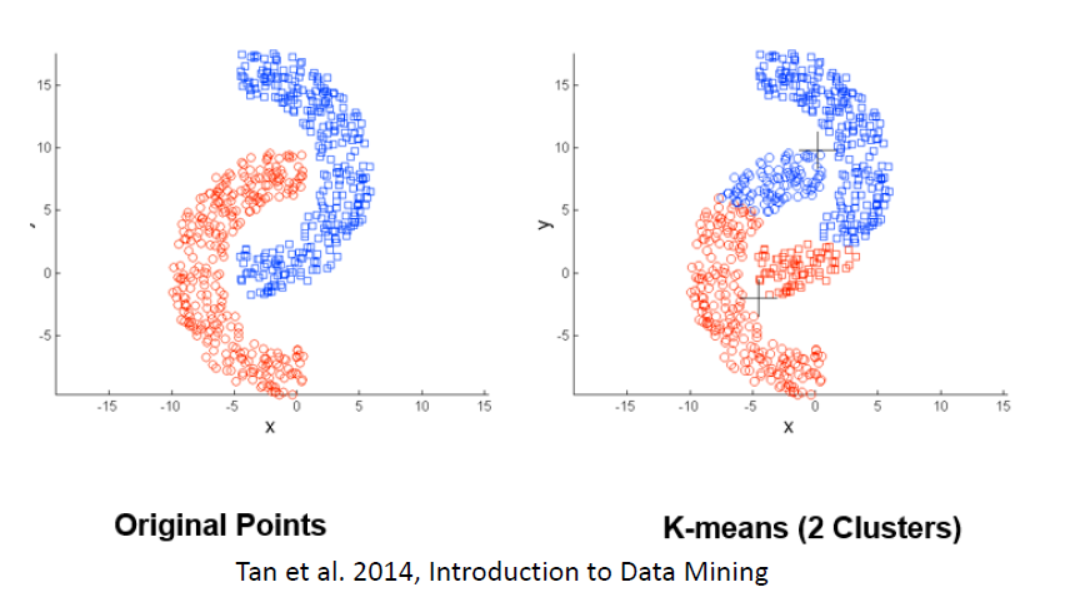 15
10
5
0
-5
-15 -10 -5 0 5 10 15
x
15
10
5
0
-5
y
-15 -10 -5 0 5 10 15
x
Original Points
K-means (2 Clusters)
Tan et al. 2014, Introduction to Data Mining